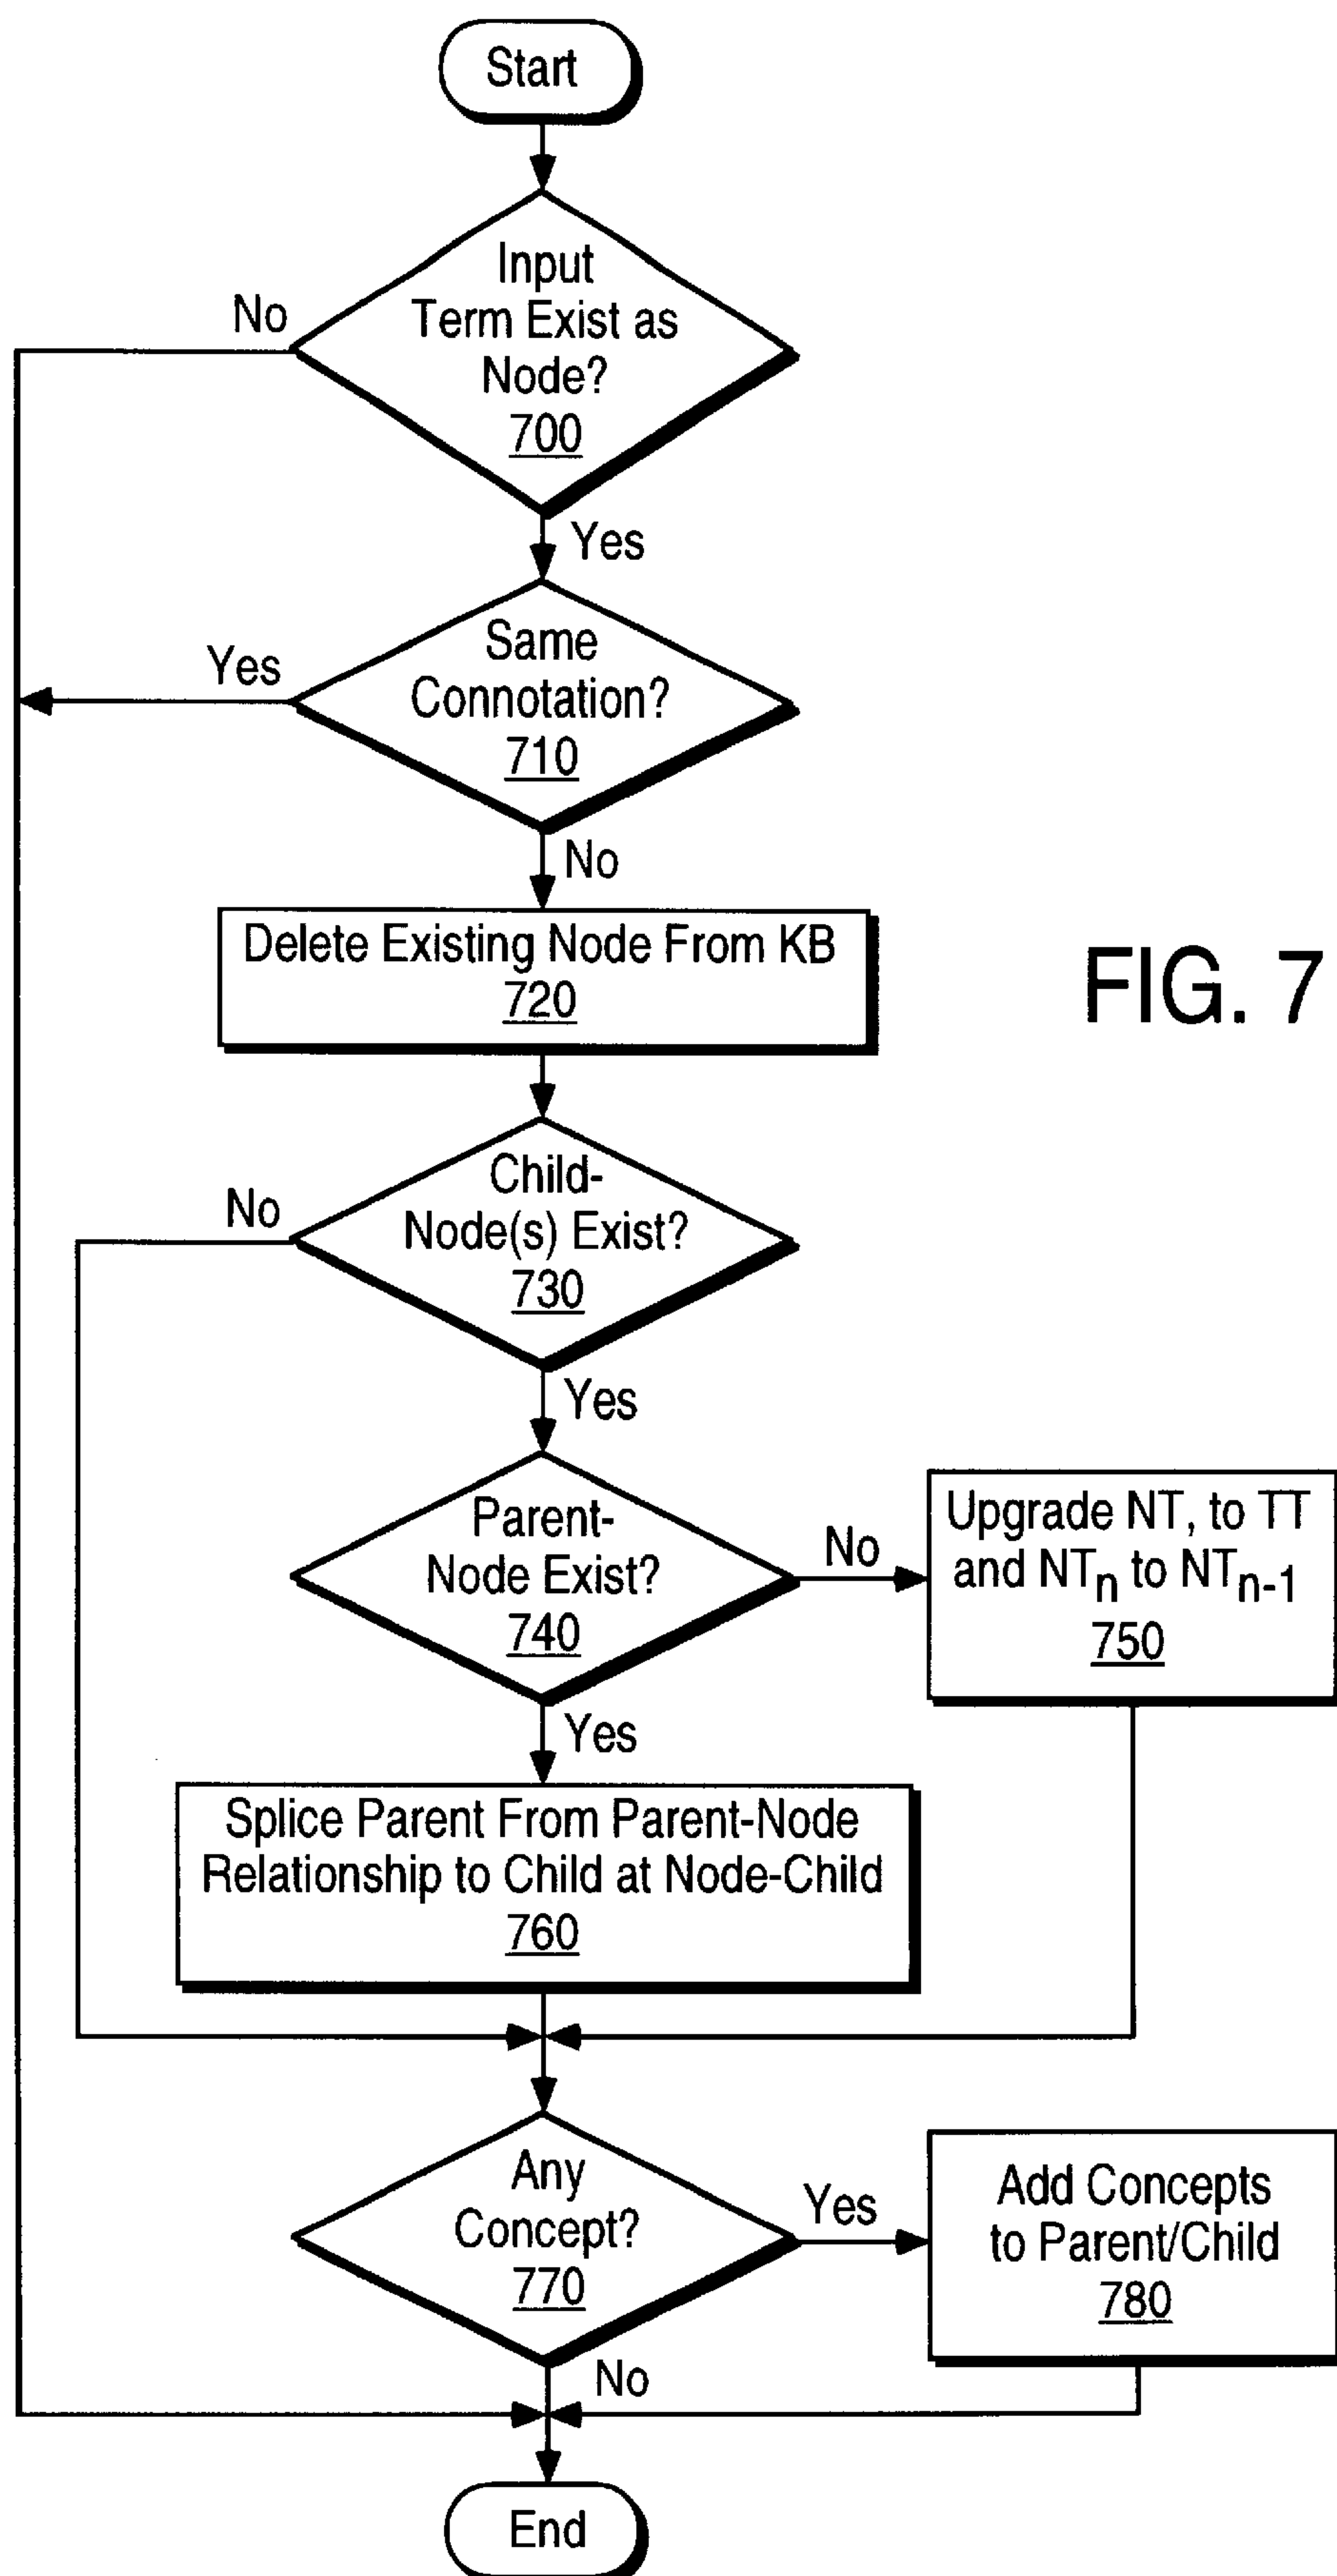 Start
Input
Term Exist as
Node?
700
No
Yes
Same
Connotation?
710
Yes
No
Delete Existing Node From KB
720
FIG. 7
Child-
Node(s) Exist?
730
No
Yes
Parent-
Node Exist?
740
No
Upgrade NT, to TT
and NTn to NTn-1
750
Yes
Splice Parent From Parent-Node
Relationship to Child at Node-Child
760
Any
Concept?
770
Yes
Add Concepts
to Parent/Child
780
No
End